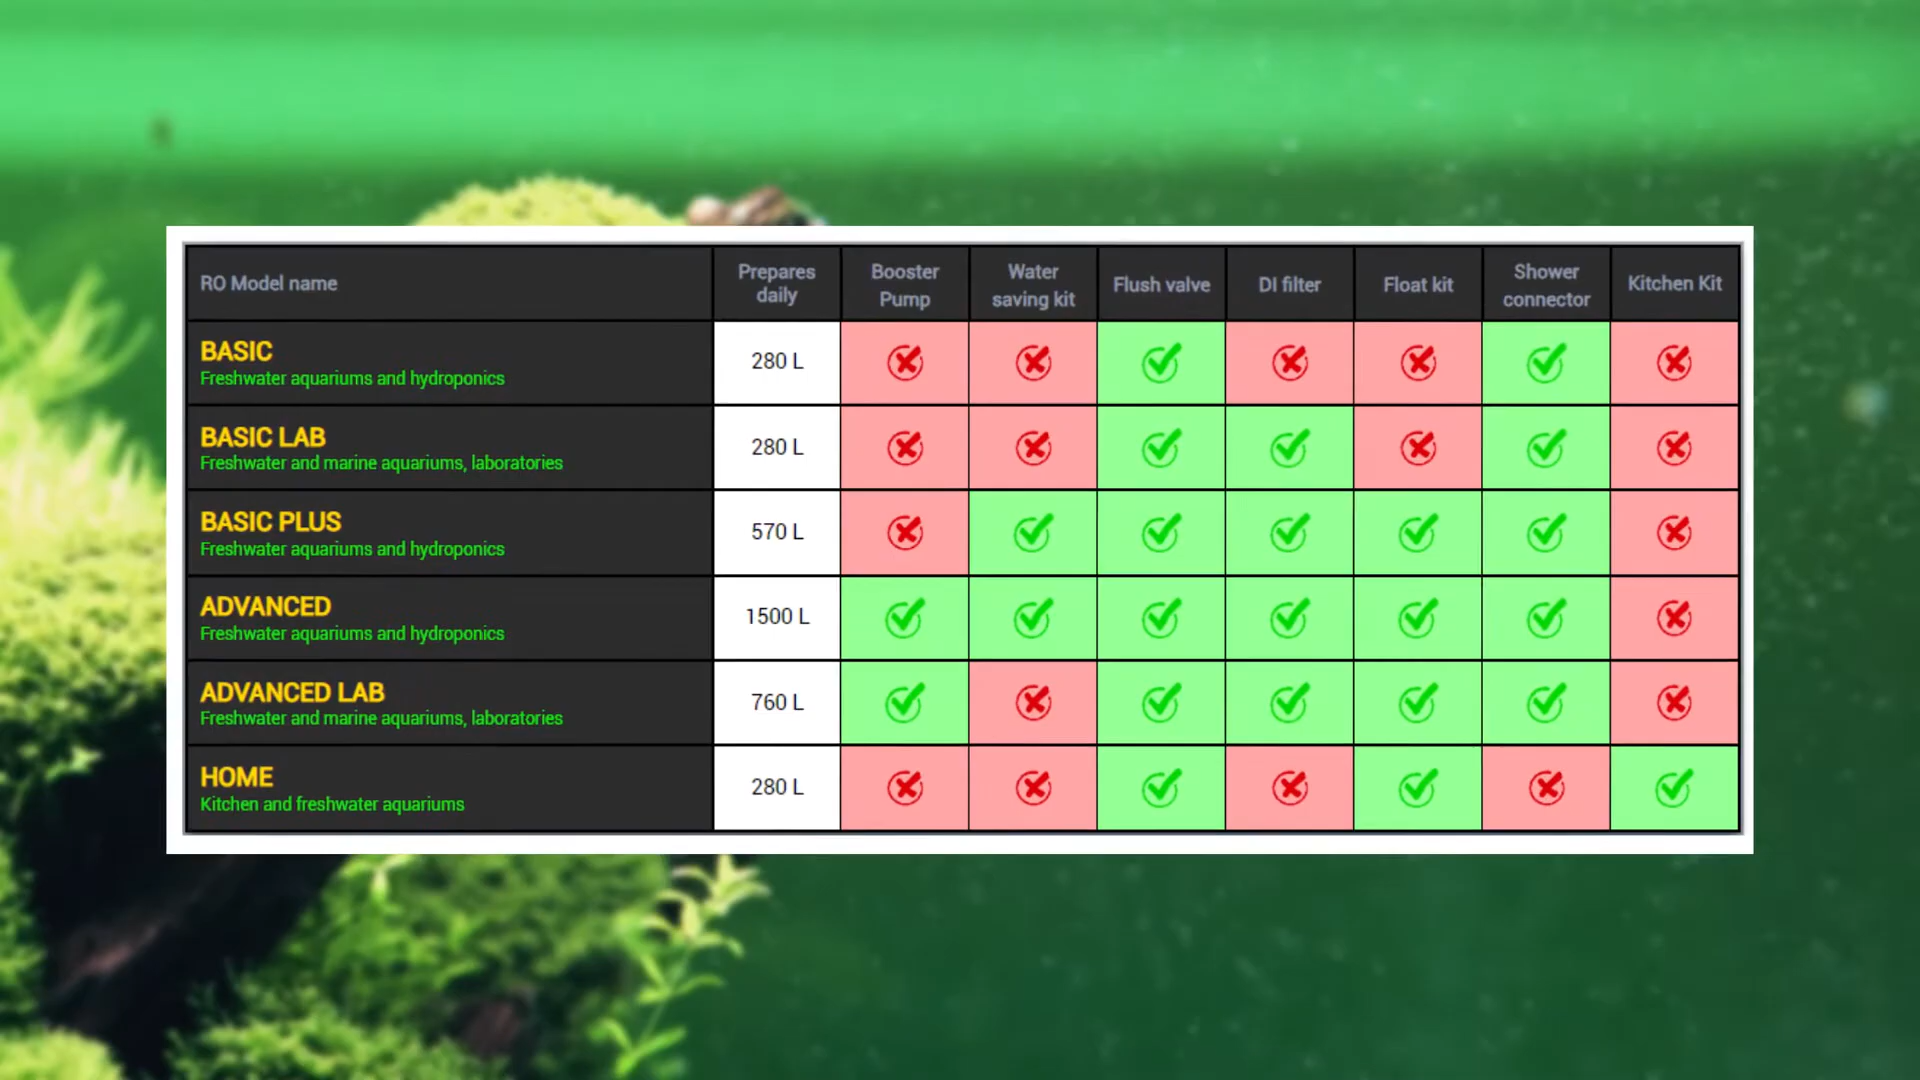 RO Model name
Prepares daily
Booster Pump
Water saving kit
Flush valve
DI filter
Float kit
Shower connector
Kitchen Kit
BASIC
Freshwater aquariums and hydroponics
280 L
BASIC LAB
Freshwater and marine aquariums, laboratories
280 L
BASIC PLUS
Freshwater aquariums and hydroponics
570 L
ADVANCED
Freshwater aquariums and hydroponics
1500 L
ADVANCED LAB
Freshwater and marine aquariums, laboratories
760 L
HOME
Kitchen and freshwater aquariums
280 L